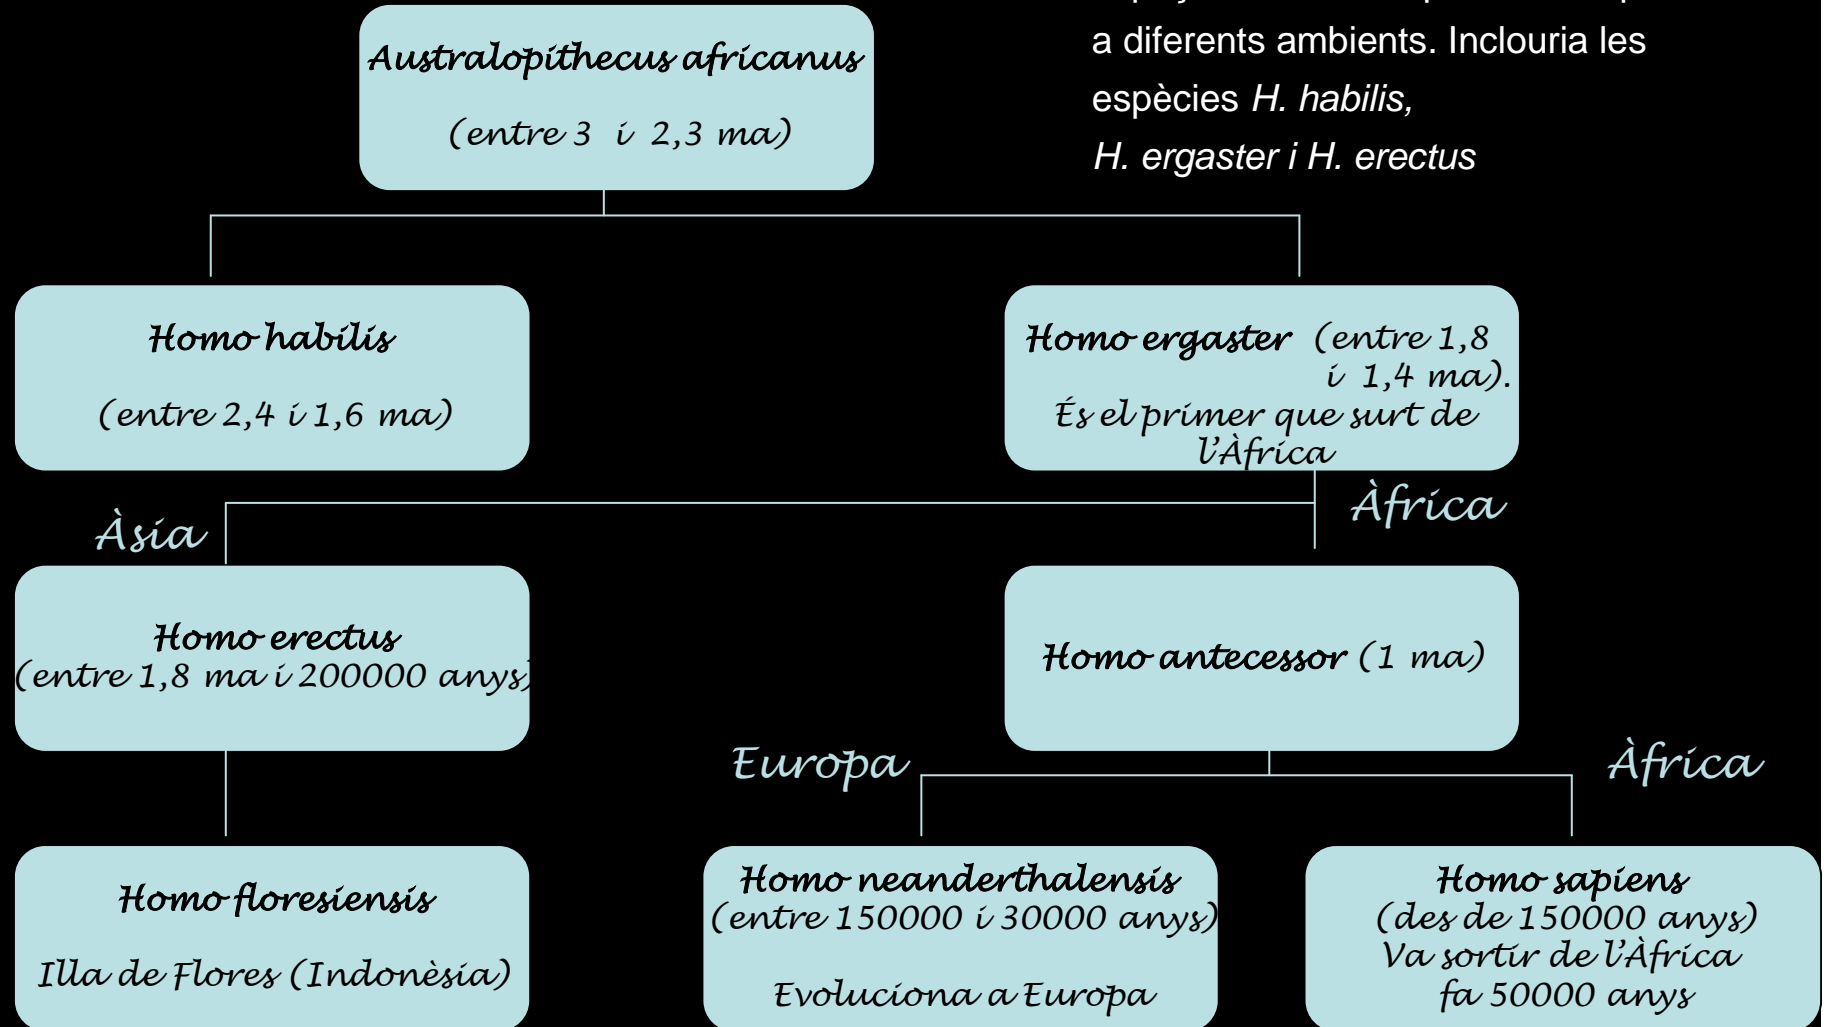 a diferents ambients. Inclouria les
espècies H. habilis,
H. ergaster i H. erectus
Australopithecus africanus
(entre 3 i 2,3 ma)
Homo habilis
(entre 2,4 i 1,6 ma)
Homo ergaster (entre 1,8
i 1,4 ma).
És el primer que surt de
l'Àfrica
Àsia
Àfrica
Homo erectus
(entre 1,8 ma i 200000 anys)
Homo antecessor (1 ma)
Europa
Àfrica
Homo floresiensis
Illa de Flores (Indonèsia)
Homo neanderthalensis
(entre 150000 i 30000 anys)
Evoluciona a Europa
Homo sapiens
(des de 150000 anys)
Va sortir de l'Àfrica
fa 50000 anys